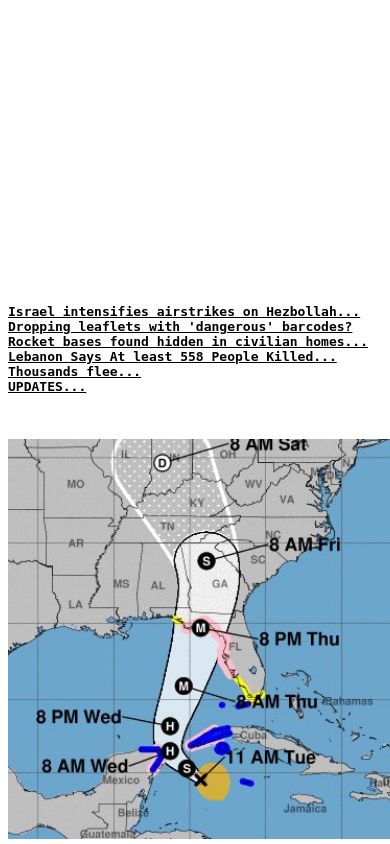 Israel intensifies airstrikes on Hezbollah...
Dropping leaflets with 'dangerous' barcodes?
Rocket bases found hidden in civilian homes...
Lebanon Says At least 558 People Killed...
Thousands flee...
UPDATES...
8 AM Sat
IL
IN
OH
D
MO
WV
KY
VA
TN
NC
AR
8 AM Fri
S
SC
MS
AL
GA
LA
M
8 PM Thu
FL
M
8 AM Thu
Bahamas
8 PM Wed
H
Cuba
H
11 AM Tue
8 AM Wed
S
Mexico
Jamaica
Belize
Guatemala